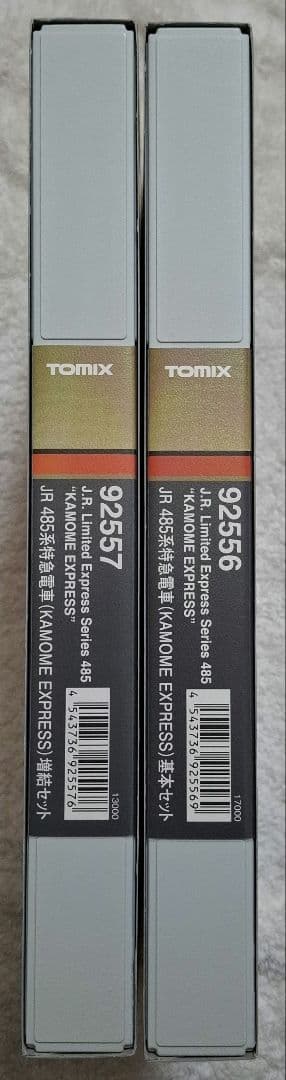 TOMIX
92557
J.R. Limited Express Series 485
“KAMOME EXPRESS”
JR 485系特急電車(KAMOME EXPRESS)増結セット
4 543736 925576
13000
TOMIX
92556
J.R. Limited Express Series 485
“KAMOME EXPRESS”
JR 485系特急電車(KAMOME EXPRESS)基本セット
4 543736 925569
17000